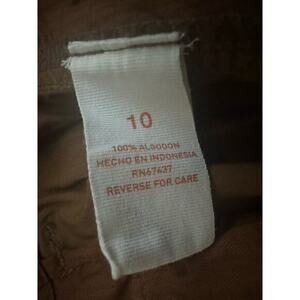 10
100% ALGODON
HECHO EN INDONESIA
RN67437
REVERSE FOR CARE